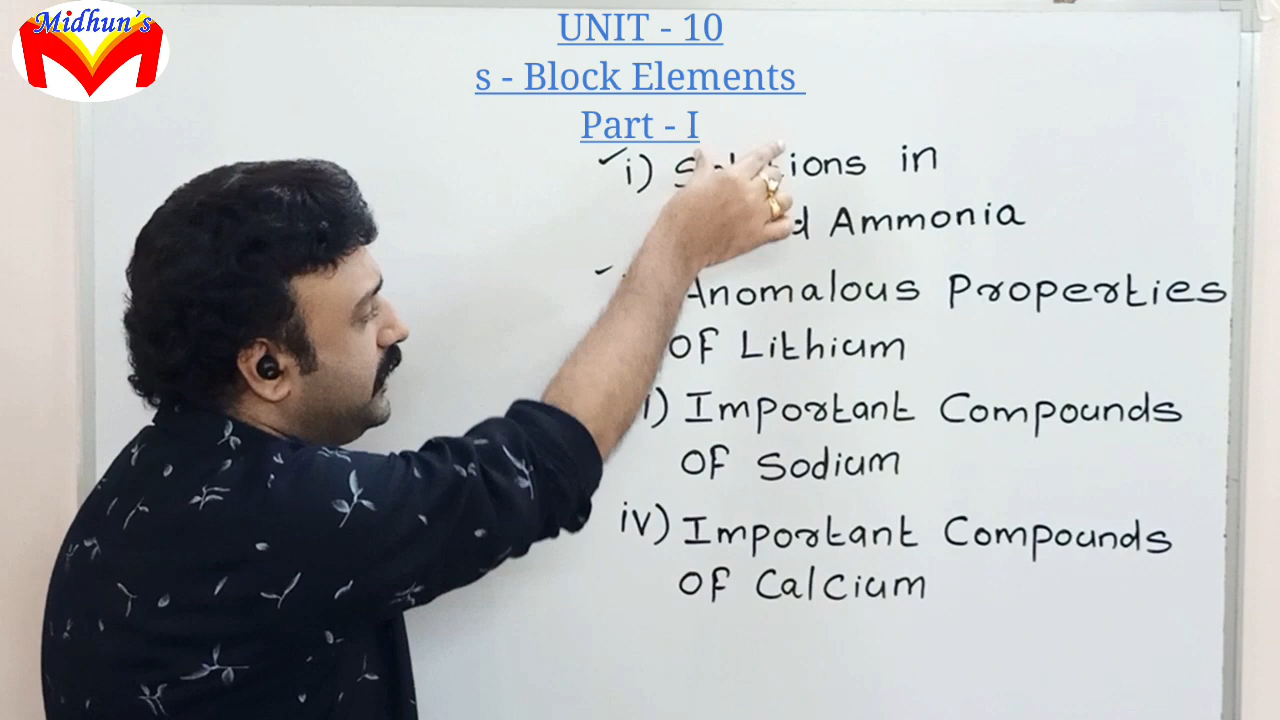 Midhun's
UNIT - 10
s - Block Elements
Part - I
i) ions in
Ammonia
Anomalous Properties
of Lithium
) Important Compounds
of Sodium
iv) Important Compounds
of Calcium